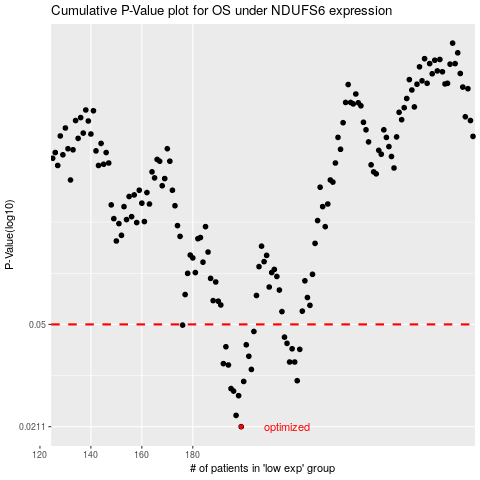 Cumulative P-Value plot for OS under NDUFS6 expression
P-Value(log10)
0.05
0.0211
optimized
120 140 160 180
# of patients in 'low exp' group